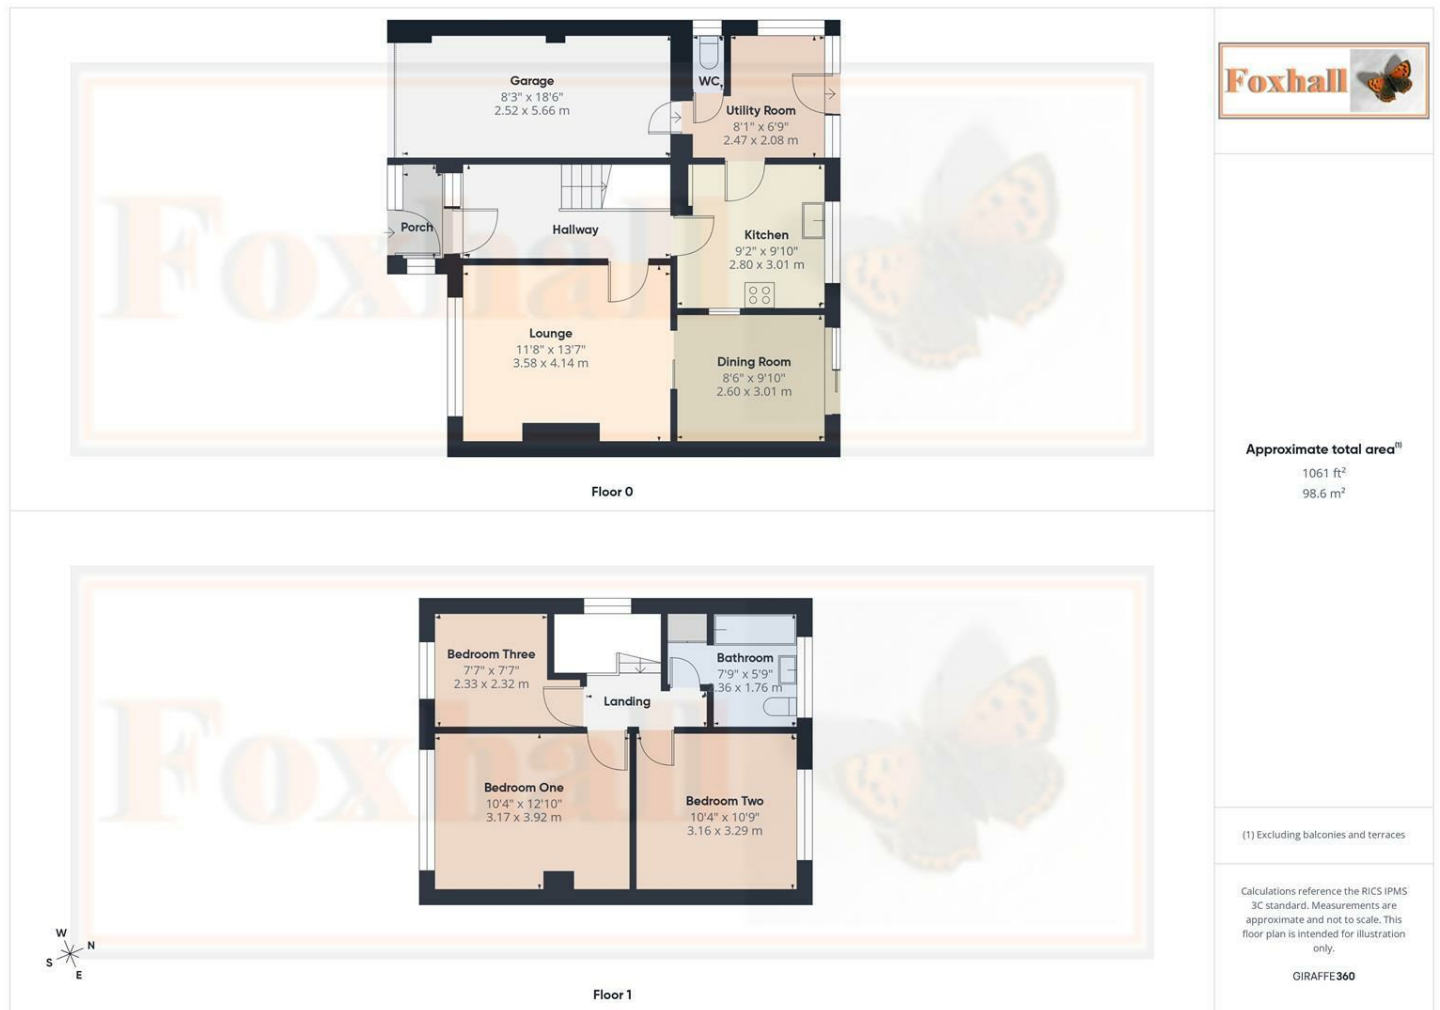 Garage
8'3" x 18'6"
2.52 x 5.66 m
WC
Utility Room
8'1" x 6'9"
2.47 x 2.08 m
Porch
Hallway
Kitchen
9'2" x 9'10"
2.80 x 3.01 m
Lounge
11'8" x 13'7"
3.58 x 4.14 m
Dining Room
8'6" x 9'10"
2.60 x 3.01 m
Foxhall
Floor 0
Bedroom Three
7'7" x 7'7"
2.33 x 2.32 m
Bathroom
7'9" x 5'9"
2.36 x 1.76 m
Landing
Bedroom One
10'4" x 12'10"
3.17 x 3.92 m
Bedroom Two
10'4" x 10'9"
3.16 x 3.29 m
Foxhall
W
N
S
E
Floor 1
Foxhall
Approximate total area(1)
1061 ft²
98.6 m²
(1) Excluding balconies and terraces
Calculations reference the RICS IPMS
3C standard. Measurements are
approximate and not to scale. This
floor plan is intended for illustration
only.
GIRAFFE360